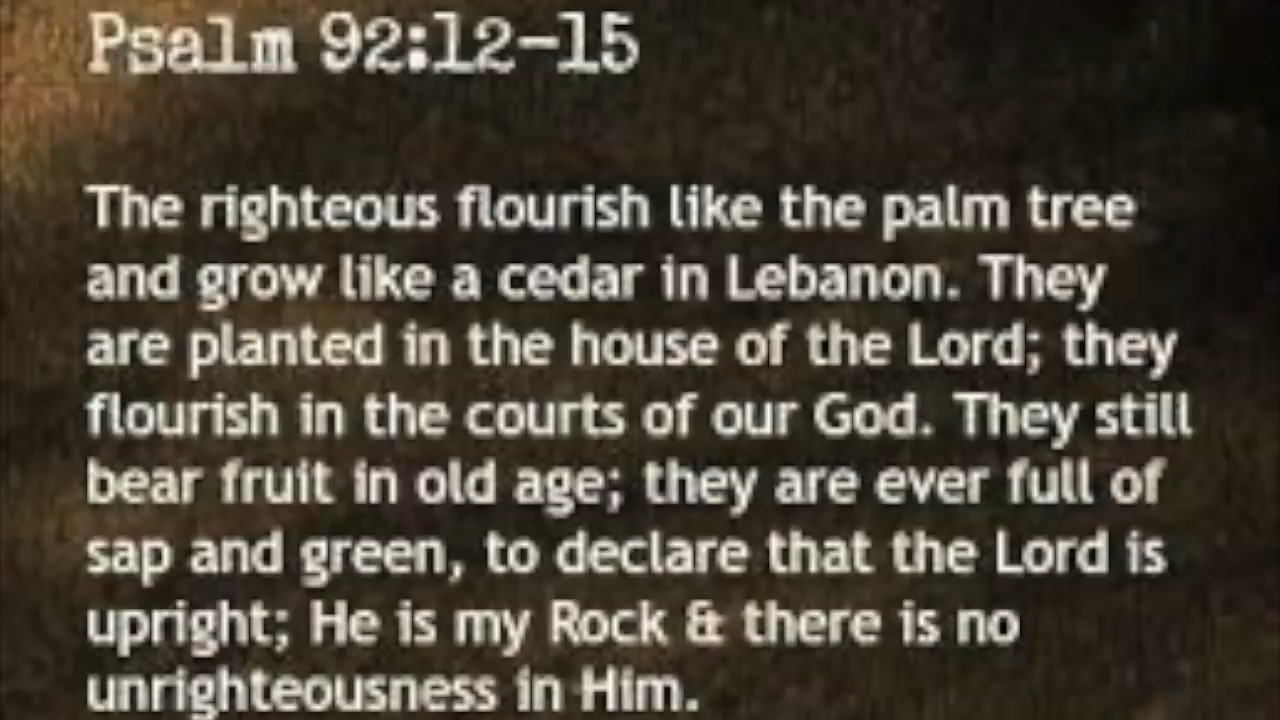 Psalm 92:12-15
The righteous flourish like the palm tree
and grow like a cedar in Lebanon. They
are planted in the house of the Lord; they
flourish in the courts of our God. They still
bear fruit in old age; they are ever full of
sap and green, to declare that the Lord is
upright; He is my Rock & there is no
unrighteousness in Him.